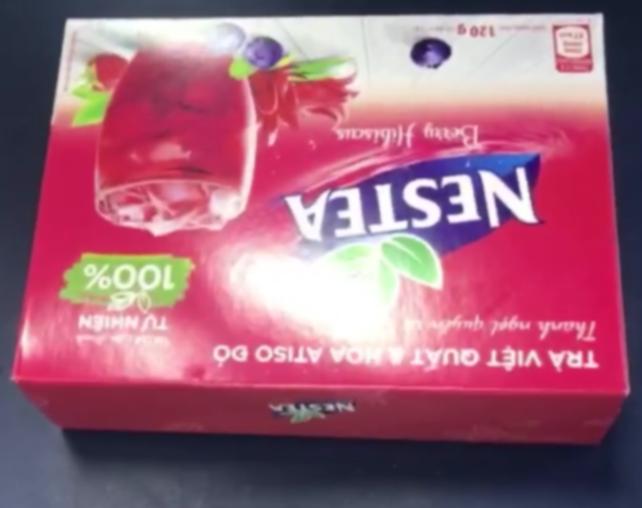 TRÀ VIỆT QUẤT & HOA ATISO ĐỎ
Thanh ngọt quyến rũ
TỰ NHIÊN
100%
NESTEA
Berry Hibiscus
120 g
NESTEA